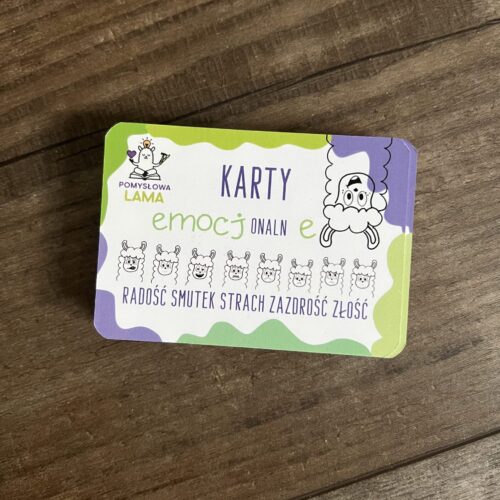 POMYSŁOWA
LAMA
KARTY
emocjONALNe
RADOŚĆ SMUTEK STRACH ZAZDROŚĆ ZŁOŚĆ